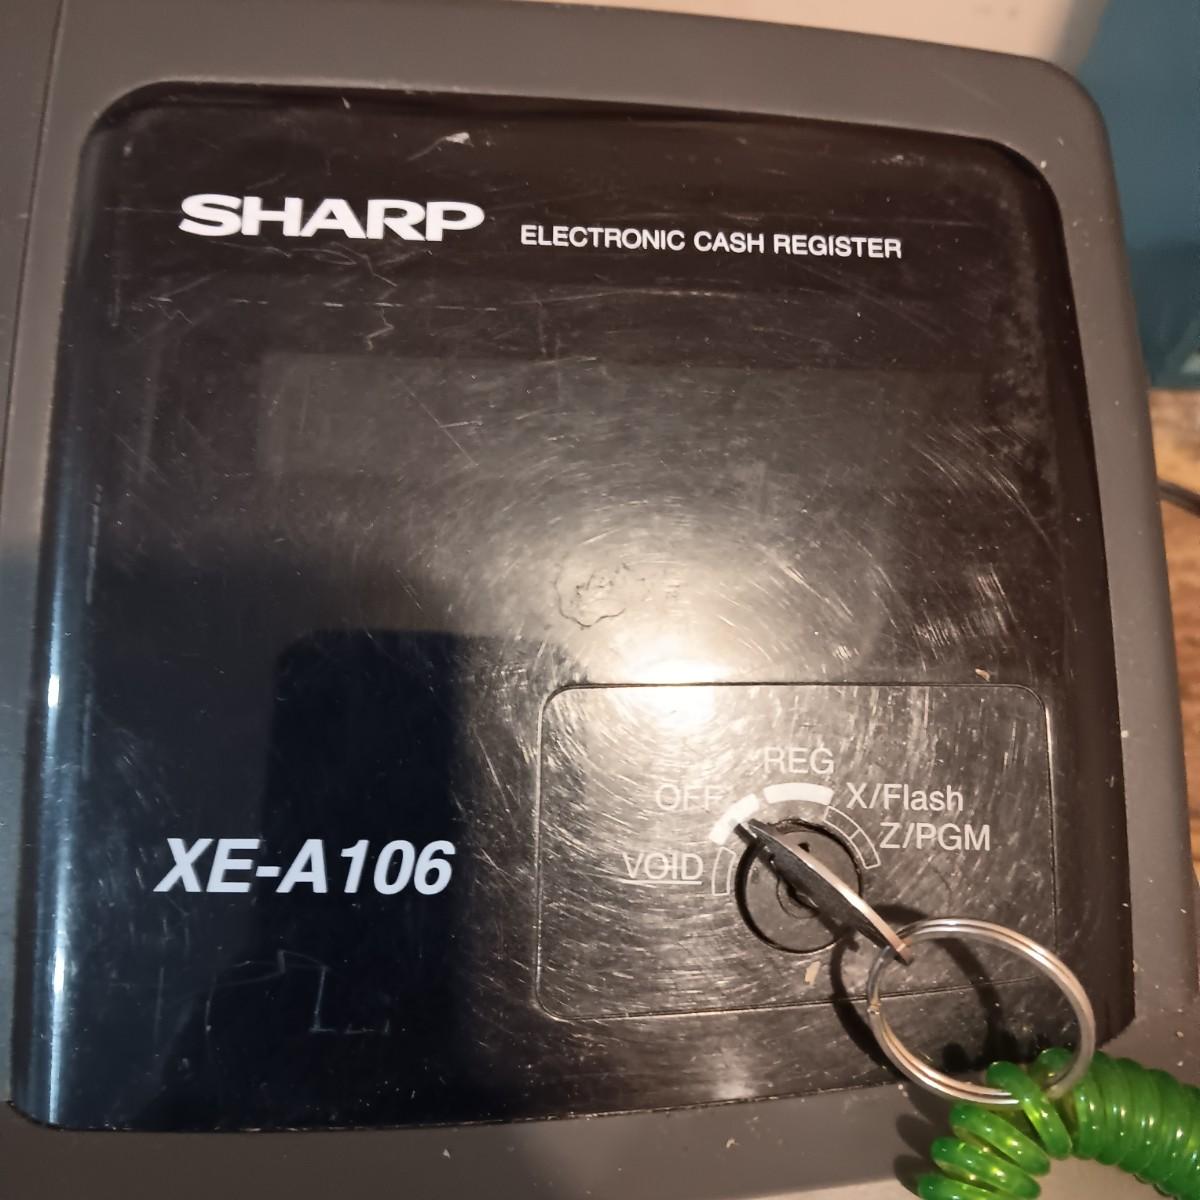 SHARP ELECTRONIC CASH REGISTER
REG
OFF X/Flash
Z/PGM
VOID
XE-A106